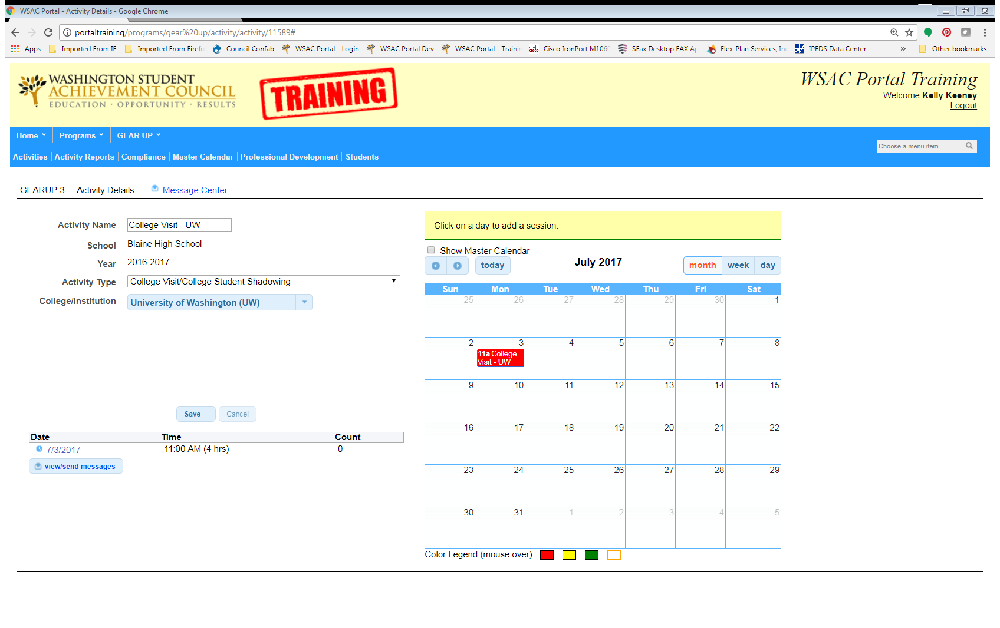 WSAC Portal - Activity Details - Google Chrome
portaltraining/programs/gear%20up/activity/activity/11589#
Apps Imported From IE Imported From Firefo Council Confab WSAC Portal - Login WSAC Portal Dev WSAC Portal - Trainin Cisco IronPort M106 SFax Desktop FAX Ap Flex-Plan Services, Inc IPEDS Data Center » Other bookmarks
WASHINGTON STUDENT
ACHIEVEMENT COUNCIL
EDUCATION · OPPORTUNITY · RESULTS
TRAINING
WSAC Portal Training
Welcome Kelly Keeney
Logout
Home Programs GEAR UP
Choose a menu item
Activities Activity Reports Compliance Master Calendar Professional Development Students
GEARUP 3 - Activity Details Message Center
Activity Name College Visit - UW
School Blaine High School
Year 2016-2017
Activity Type College Visit/College Student Shadowing
College/Institution University of Washington (UW)
Save Cancel
Date Time Count
7/3/2017 11:00 AM (4 hrs) 0
view/send messages
Click on a day to add a session.
Show Master Calendar
today July 2017 month week day
Sun Mon Tue Wed Thu Fri Sat
25 26 27 28 29 30 1
2 3 4 5 6 7 8
11a College
Visit - UW
9 10 11 12 13 14 15
16 17 18 19 20 21 22
23 24 25 26 27 28 29
30 31 1 2 3 4 5
Color Legend (mouse over):